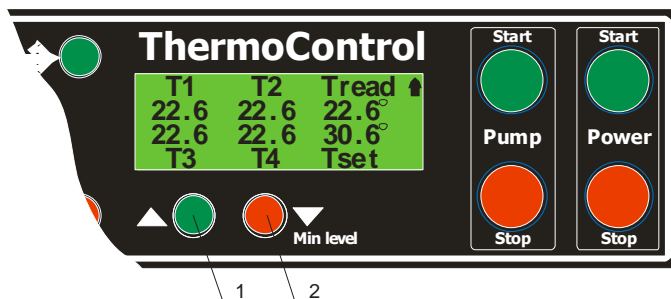 ThermoControl
T1 T2 Tread
22.6 22.6 22.6°
22.6 22.6 30.6°
T3 T4 Tset
Min level
Start
Pump
Stop
Start
Power
Stop
1 2